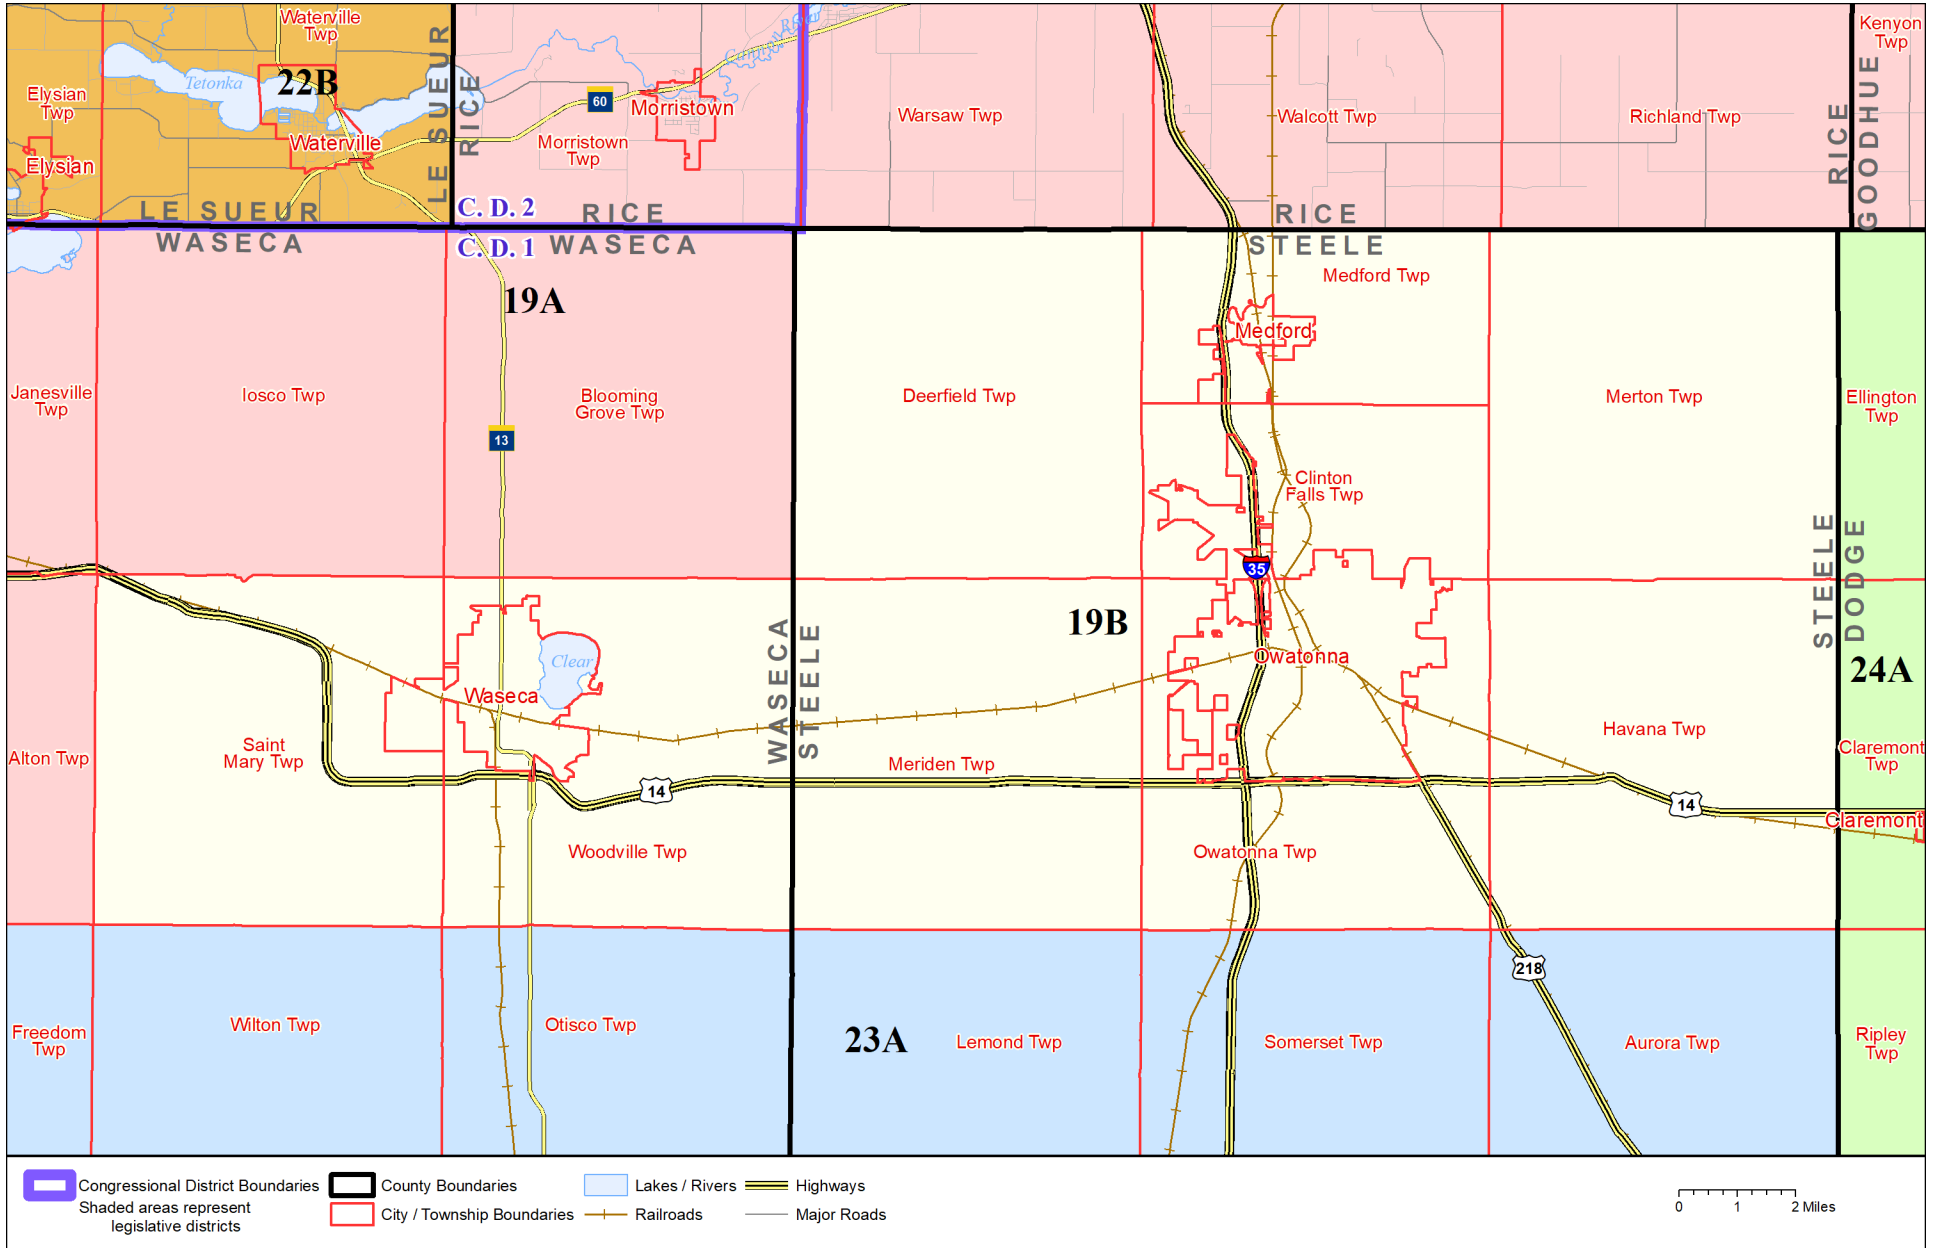 Waterville
Twp
Kenyon
Twp
Cannon River
22B
Tetonka
LE SUEUR
RICE
60
Morristown
Elysian
Twp
Warsaw Twp
Walcott Twp
Richland Twp
RICE
GOODHUE
Waterville
Morristown
Twp
Elysian
C. D. 2
LE SUEUR
RICE
RICE
WASECA
C. D. 1
WASECA
STEELE
Medford Twp
19A
Medford
Janesville
Twp
Iosco Twp
Blooming
Grove Twp
Deerfield Twp
Merton Twp
Ellington
Twp
13
Clinton
Falls Twp
35
STEELE
DODGE
19B
WASECA
STEELE
Clear
Owatonna
24A
Waseca
Saint
Mary Twp
Alton Twp
Meriden Twp
Havana Twp
Claremont
Twp
14
14
Claremont
Woodville Twp
Owatonna Twp
218
Freedom
Twp
Wilton Twp
Otisco Twp
23A
Lemond Twp
Somerset Twp
Aurora Twp
Ripley
Twp
Congressional District Boundaries
County Boundaries
Lakes / Rivers
Highways
Shaded areas represent
legislative districts
City / Township Boundaries
Railroads
Major Roads
0 1 2 Miles